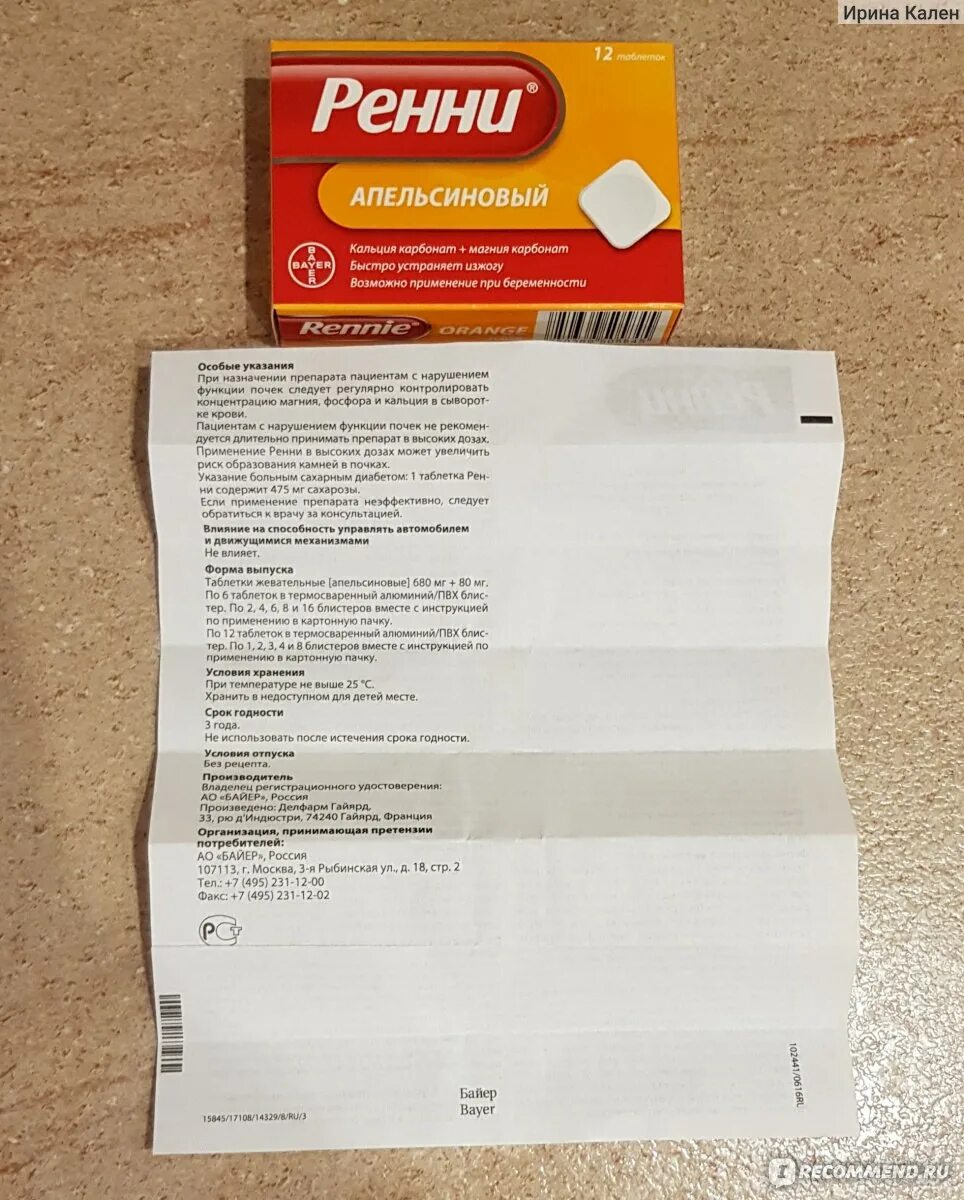 Ирина Кален
12 таблеток
Ренни®
АПЕЛЬСИНОВЫЙ
BAYER
BAYER
Кальция карбонат + магния карбонат
Быстро устраняет изжогу
Возможно применение при беременности
Rennie® ORANGE
Особые указания
При назначении препарата пациентам с нарушением
функции почек следует регулярно контролировать
концентрацию магния, фосфора и кальция в сыворот-
ке крови.
Пациентам с нарушением функции почек не рекомен-
дуется длительно принимать препарат в высоких дозах.
Применение Ренни в высоких дозах может увеличить
риск образования камней в почках.
Указание больным сахарным диабетом: 1 таблетка Рен-
ни содержит 475 мг сахарозы.
Если применение препарата неэффективно, следует
обратиться к врачу за консультацией.
Влияние на способность управлять автомобилем
и движущимися механизмами
Не влияет.
Форма выпуска
Таблетки жевательные [апельсиновые] 680 мг + 80 мг.
По 6 таблеток в термосваренный алюминий/ПВХ блис-
тер. По 2, 4, 6, 8 и 16 блистеров вместе с инструкцией
по применению в картонную пачку.
По 12 таблеток в термосваренный алюминий/ПВХ блис-
тер. По 1, 2, 3, 4 и 8 блистеров вместе с инструкцией по
применению в картонную пачку.
Условия хранения
При температуре не выше 25 °С.
Хранить в недоступном для детей месте.
Срок годности
3 года.
Не использовать после истечения срока годности.
Условия отпуска
Без рецепта.
Производитель
Владелец регистрационного удостоверения:
АО «БАЙЕР», Россия
Произведено: Делфарм Гайярд,
33, рю д'Индюстри, 74240 Гайярд, Франция
Организация, принимающая претензии
потребителей:
АО «БАЙЕР», Россия
107113, г. Москва, 3-я Рыбинская ул., д. 18, стр. 2
Тел.: +7 (495) 231-12-00
Факс: +7 (495) 231-12-02
РСТ
102441/0616RL
Байер
Bayer
15845/17108/14329/8/RU/3
I RECOMMEND.RU